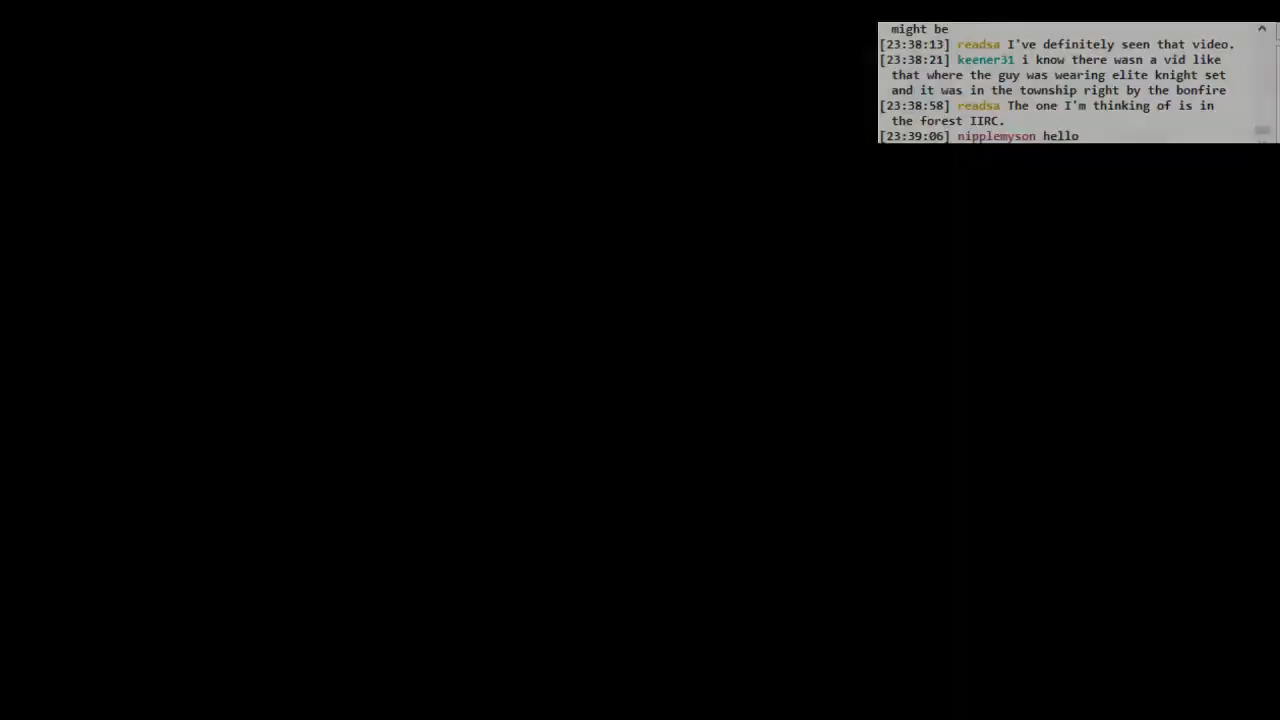 might be
[23:38:13] readsa I've definitely seen that video.
[23:38:21] keener31 i know there wasn a vid like
that where the guy was wearing elite knight set
and it was in the township right by the bonfire
[23:38:58] readsa The one I'm thinking of is in
the forest IIRC.
[23:39:06] nipplemyson hello